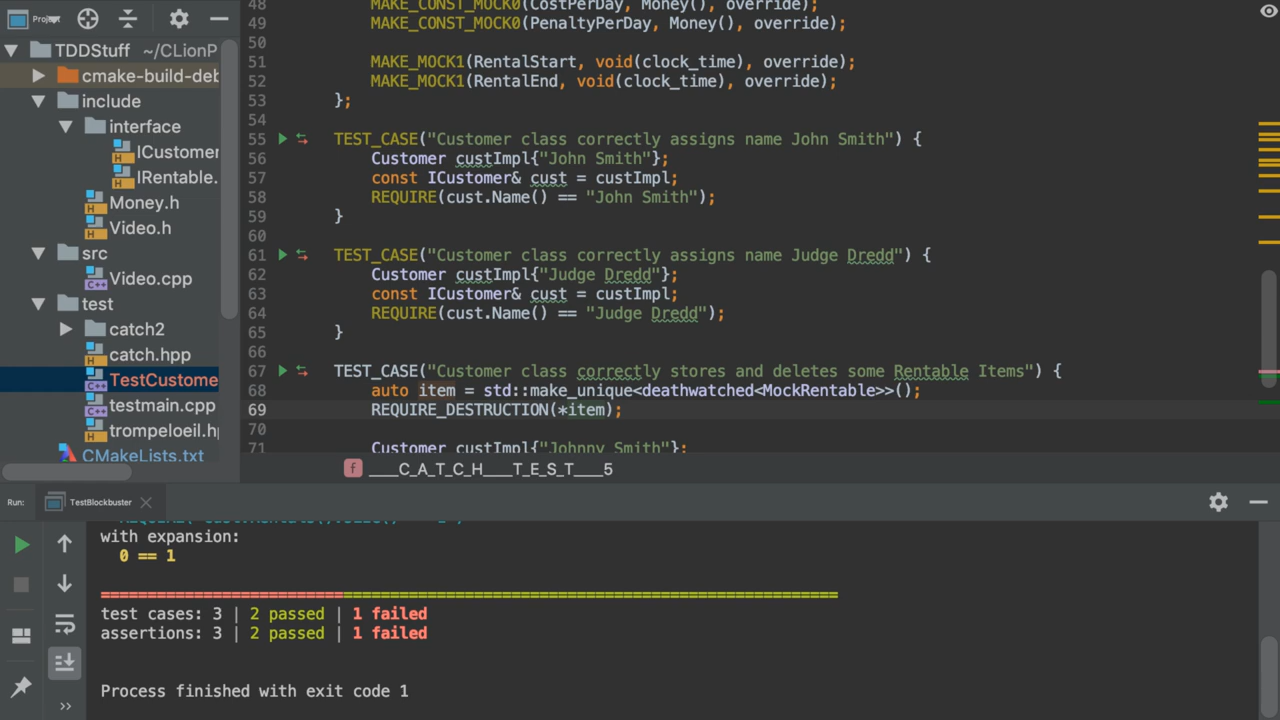 Proje
TDDStuff ~/CLionP
cmake-build-deb
include
interface
ICustomer
IRentable.
Money.h
Video.h
src
Video.cpp
test
catch2
catch.hpp
TestCustome
testmain.cpp
trompeloeil.h
CMakeLists.txt
48 MAKE_CONST_MOCK0(CostPerDay, Money(), override);
49 MAKE_CONST_MOCK0(PenaltyPerDay, Money(), override);
50
51 MAKE_MOCK1(RentalStart, void(clock_time), override);
52 MAKE_MOCK1(RentalEnd, void(clock_time), override);
53 };
54
55 TEST_CASE("Customer class correctly assigns name John Smith") {
56 Customer custImpl{"John Smith"};
57 const ICustomer& cust = custImpl;
58 REQUIRE(cust.Name() == "John Smith");
59 }
60
61 TEST_CASE("Customer class correctly assigns name Judge Dredd") {
62 Customer custImpl{"Judge Dredd"};
63 const ICustomer& cust = custImpl;
64 REQUIRE(cust.Name() == "Judge Dredd");
65 }
66
67 TEST_CASE("Customer class correctly stores and deletes some Rentable Items") {
68 auto item = std::make_unique<deathwatched<MockRentable>>();
69 REQUIRE_DESTRUCTION(*item);
70
71 Customer custImpl{"Johnny Smith"};
f ____C_A_T_C_H____T_E_S_T____5
Run: TestBlockbuster
with expansion:
0 == 1
===============================================================================
test cases: 3 | 2 passed | 1 failed
assertions: 3 | 2 passed | 1 failed
Process finished with exit code 1